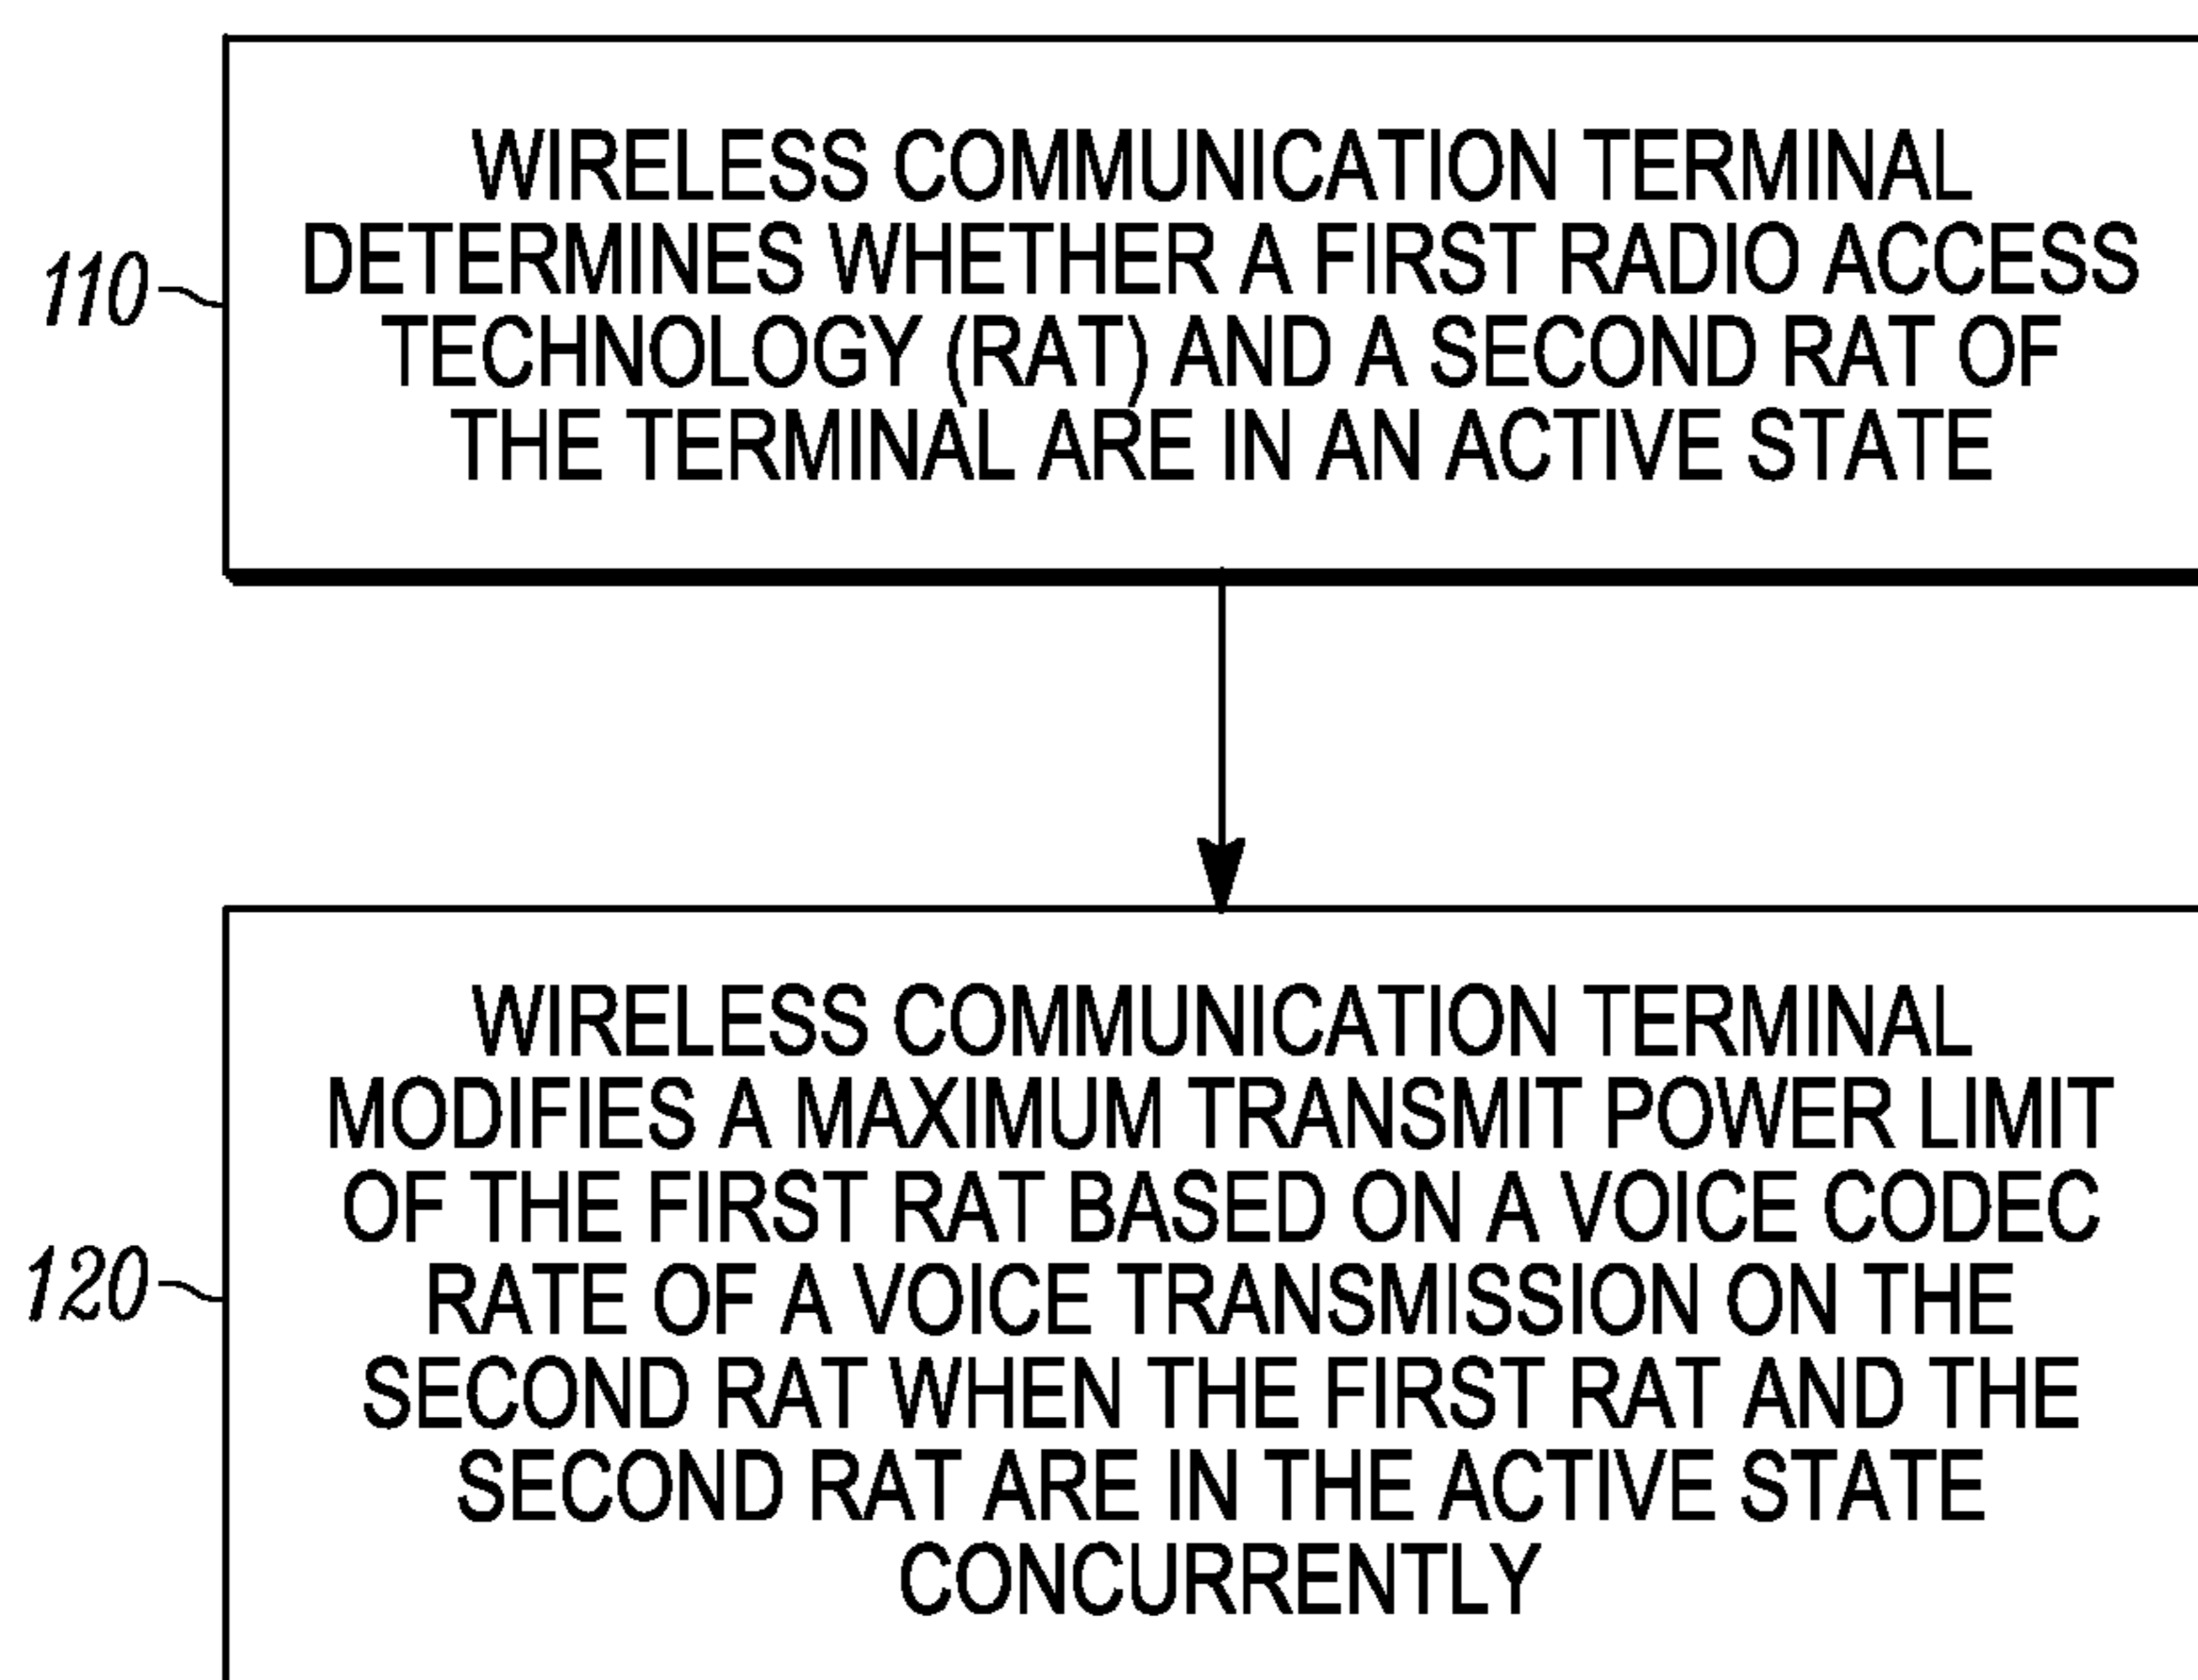 WIRELESS COMMUNICATION TERMINAL
DETERMINES WHETHER A FIRST RADIO ACCESS
TECHNOLOGY (RAT) AND A SECOND RAT OF
THE TERMINAL ARE IN AN ACTIVE STATE
110
WIRELESS COMMUNICATION TERMINAL
MODIFIES A MAXIMUM TRANSMIT POWER LIMIT
OF THE FIRST RAT BASED ON A VOICE CODEC
RATE OF A VOICE TRANSMISSION ON THE
SECOND RAT WHEN THE FIRST RAT AND THE
SECOND RAT ARE IN THE ACTIVE STATE
CONCURRENTLY
120